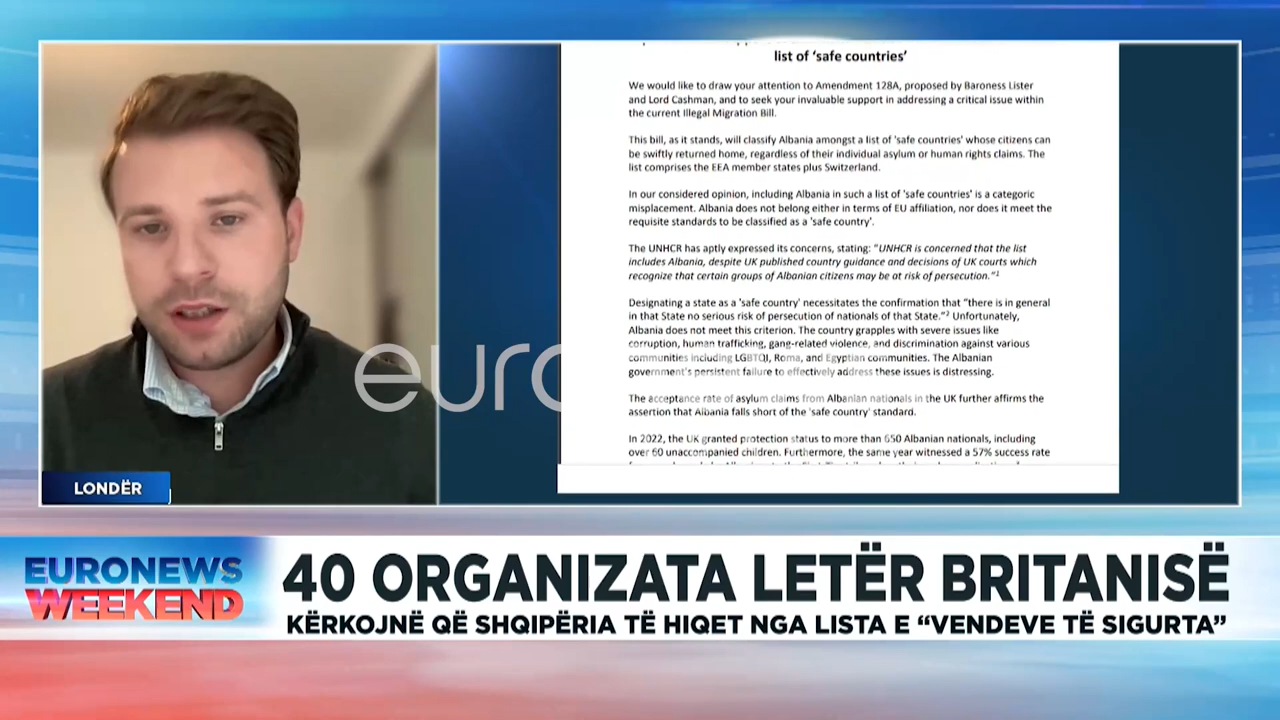 list of ‘safe countries’
We would like to draw your attention to Amendment 128A, proposed by Baroness Lister
and Lord Cashman, and to seek your invaluable support in addressing a critical issue within
the current Illegal Migration Bill.
This bill, as it stands, will classify Albania amongst a list of 'safe countries' whose citizens can
be swiftly returned home, regardless of their individual asylum or human rights claims. The
list comprises the EEA member states plus Switzerland.
In our considered opinion, including Albania in such a list of 'safe countries' is a categoric
misplacement. Albania does not belong either in terms of EU affiliation, nor does it meet the
requisite standards to be classified as a 'safe country'.
The UNHCR has aptly expressed its concerns, stating: "UNHCR is concerned that the list
includes Albania, despite UK published country guidance and decisions of UK courts which
recognize that certain groups of Albanian citizens may be at risk of persecution."1
Designating a state as a 'safe country' necessitates the confirmation that "there is in general
in that State no serious risk of persecution of nationals of that State."2 Unfortunately,
Albania does not meet this criterion. The country grapples with severe issues like
corruption, human trafficking, gang-related violence, and discrimination against various
communities including LGBTQI, Roma, and Egyptian communities. The Albanian
government's persistent failure to effectively address these issues is distressing.
The acceptance rate of asylum claims from Albanian nationals in the UK further affirms the
assertion that Albania falls short of the 'safe country' standard.
In 2022, the UK granted protection status to more than 650 Albanian nationals, including
over 60 unaccompanied children. Furthermore, the same year witnessed a 57% success rate
euro
LONDËR
EURONEWS
WEEKEND
40 ORGANIZATA LETËR BRITANISË
KËRKOJNË QË SHQIPËRIA TË HIQET NGA LISTA E “VENDEVE TË SIGURTA”